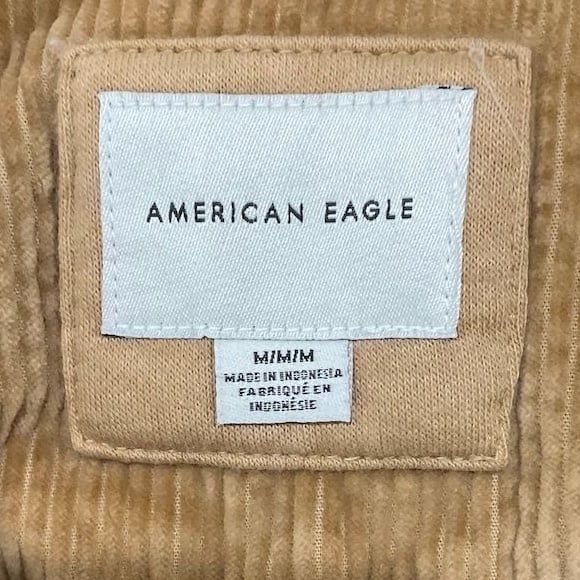 AMERICAN EAGLE
M/M/M
MADE IN INDONESIA
FABRIQUÉ EN
INDONÉSIE